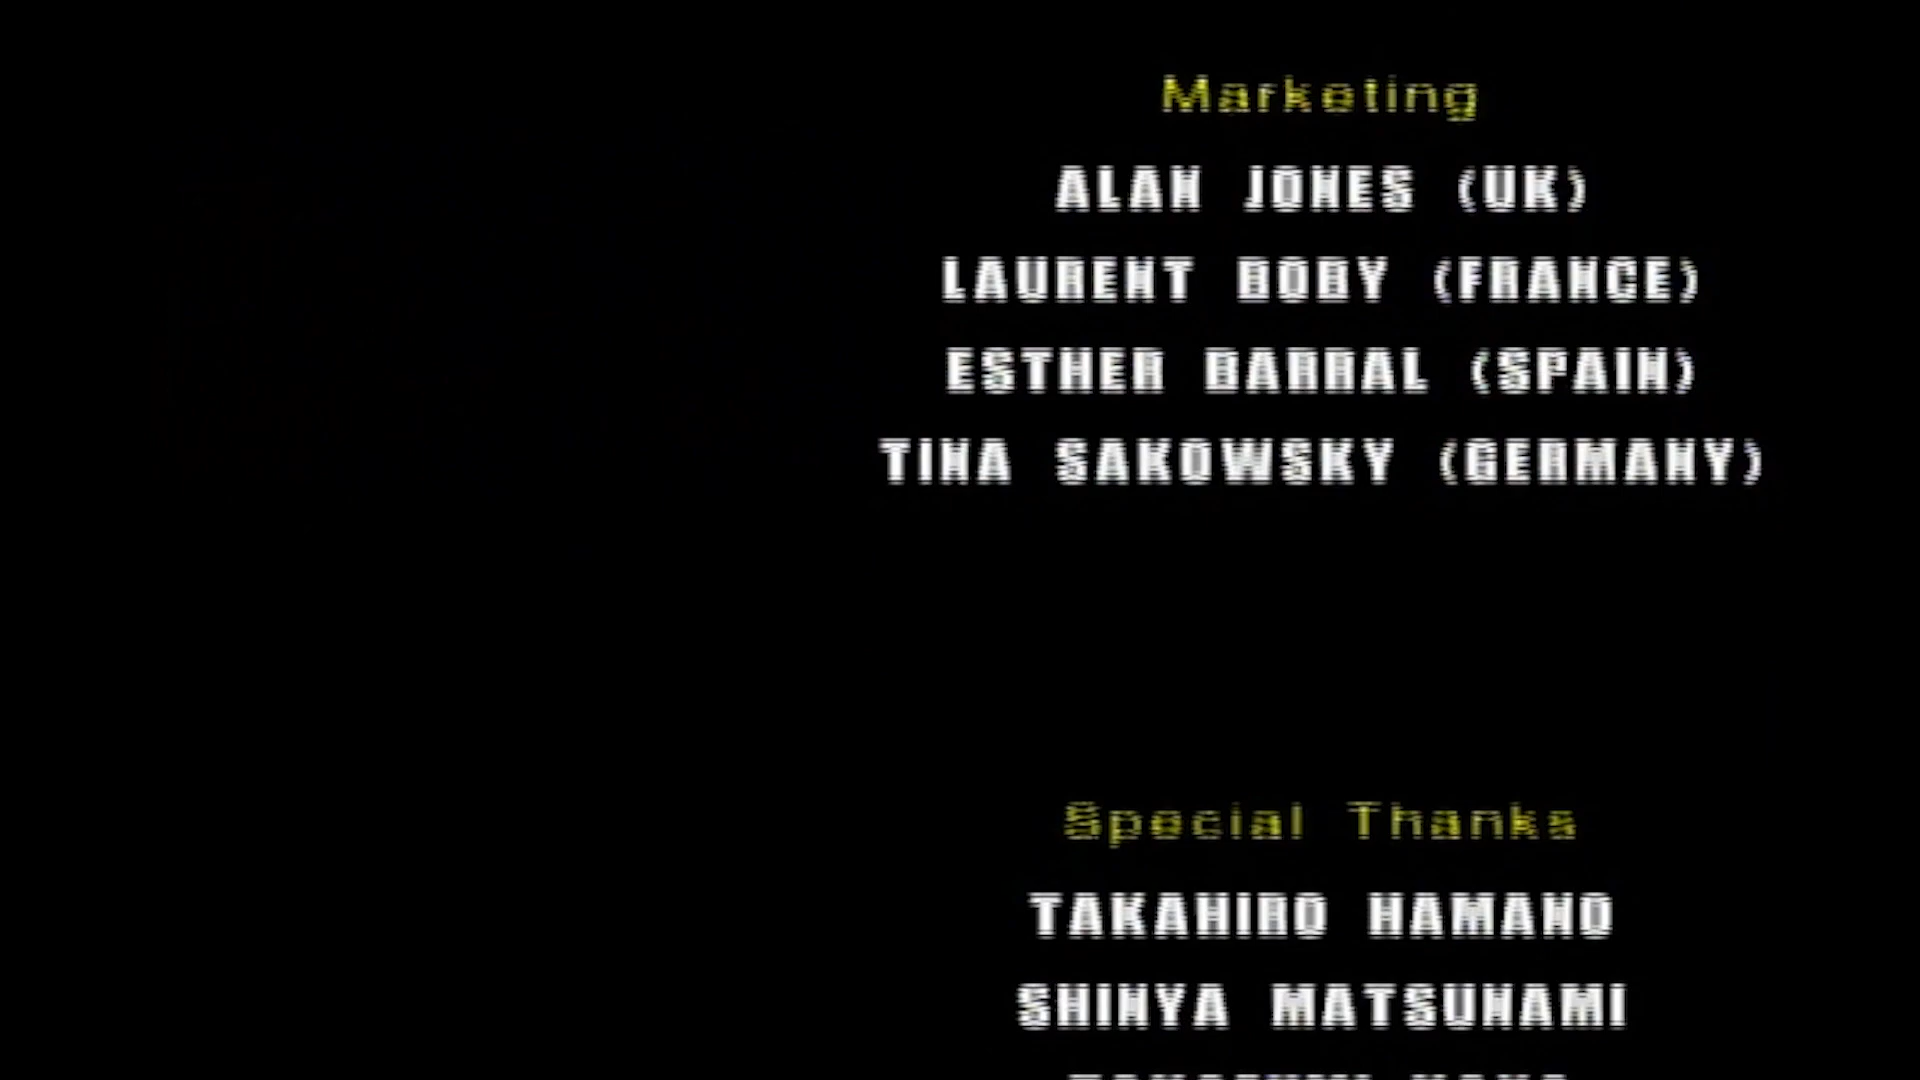 Marketing
ALAN JONES (UK)
LAURENT BOBY (FRANCE)
ESTHER BARRAL (SPAIN)
TINA SAKOWSKY (GERMANY)
Special Thanks
TAKAHIRO HAMANO
SHINYA MATSUNAMI